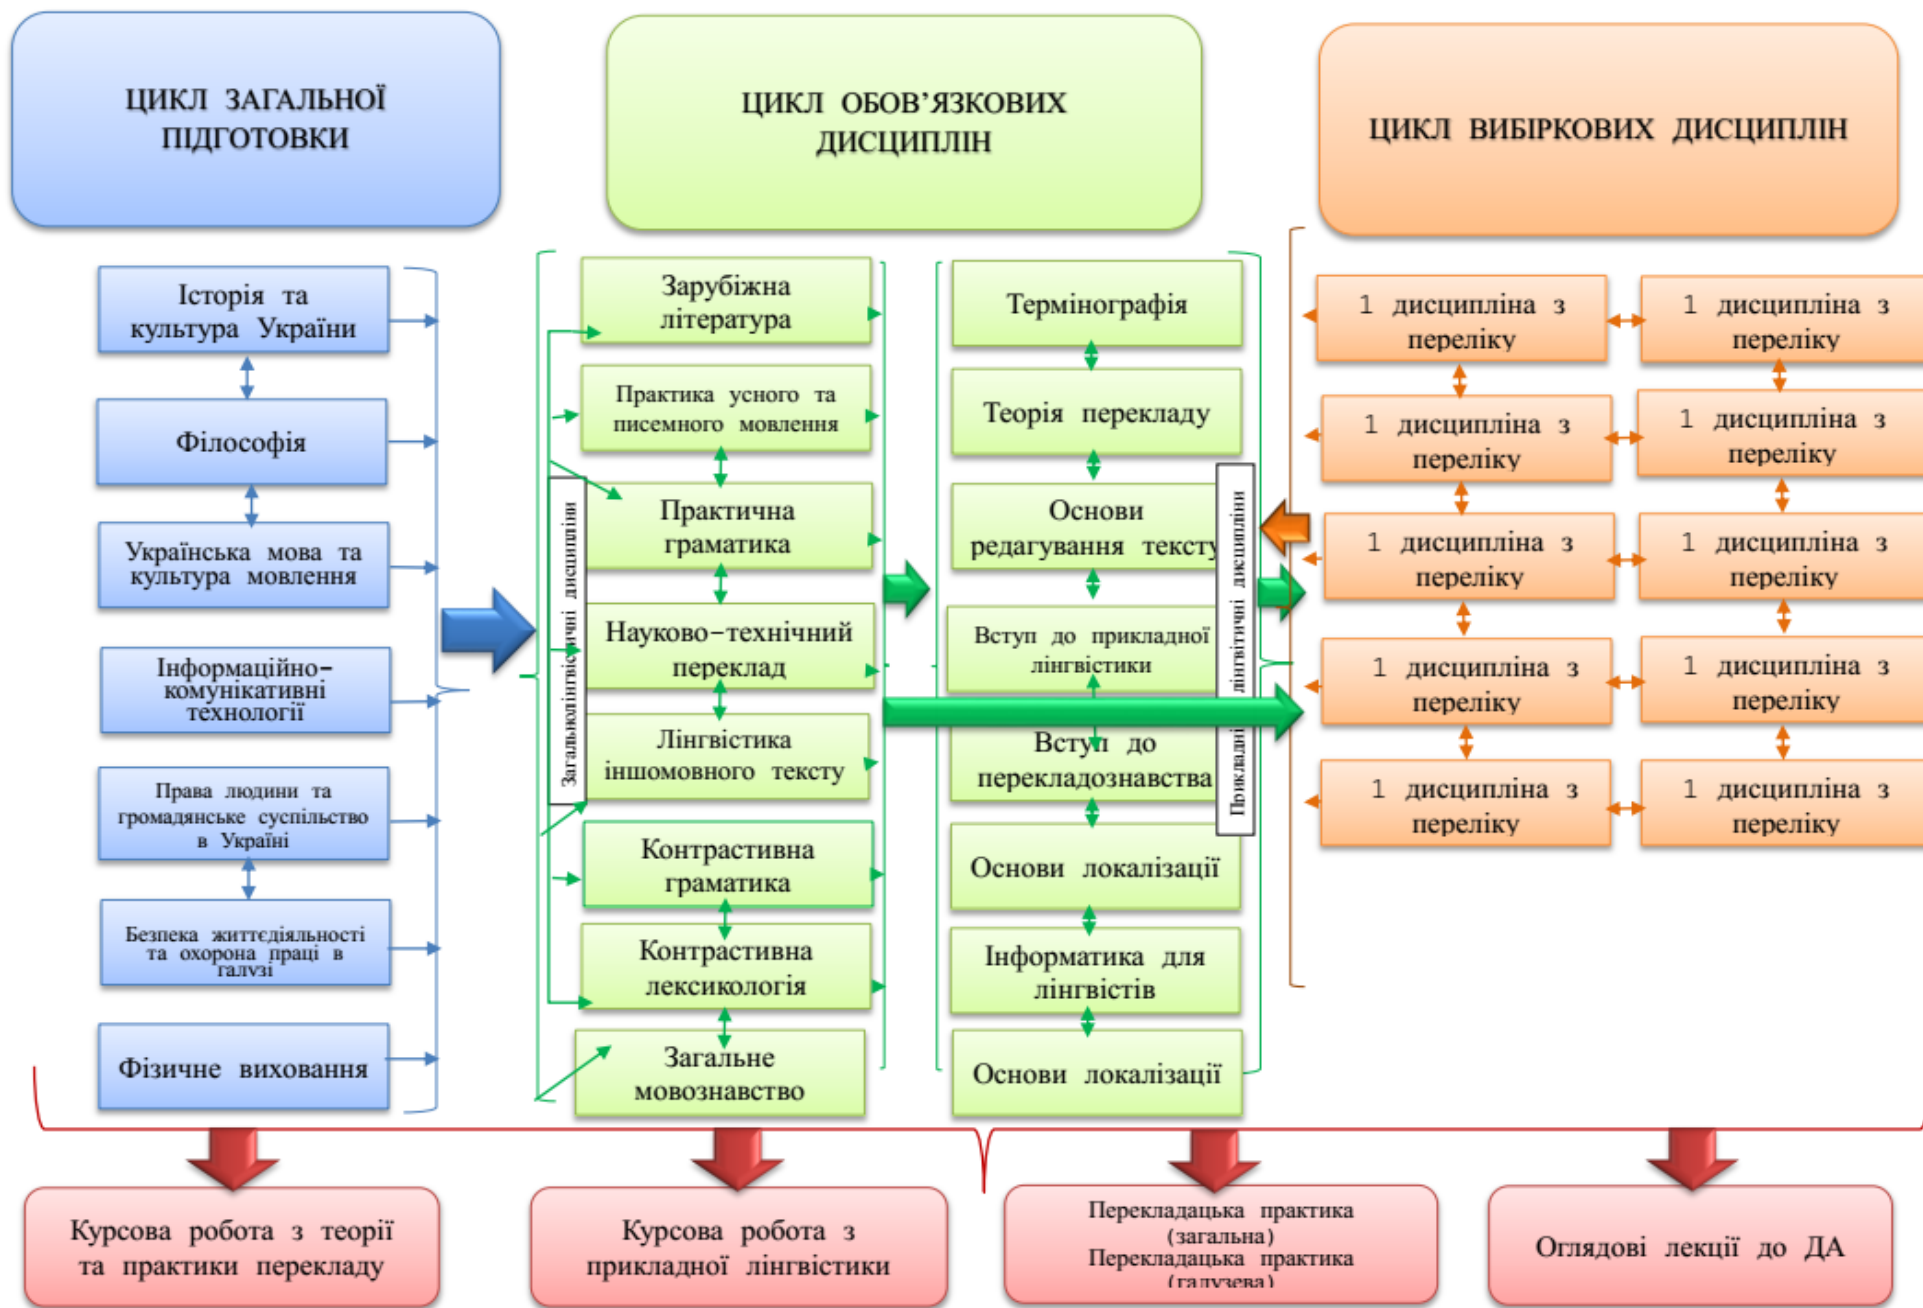 ЦИКЛ ЗАГАЛЬНОЇ
ПІДГОТОВКИ
ЦИКЛ ОБОВ’ЯЗКОВИХ
ДИСЦИПЛІН
ЦИКЛ ВИБІРКОВИХ ДИСЦИПЛІН
Історія та
культура України
Філософія
Українська мова та
культура мовлення
Інформаційно-
комунікативні
технології
Права людини та
громадянське суспільство
в Україні
Безпека життєдіяльності
та охорона праці в
галузі
Фізичне виховання
Загальнолінгвістичні дисципліни
Зарубіжна
література
Практика усного та
писемного мовлення
Практична
граматика
Науково-технічний
переклад
Лінгвістика
іншомовного тексту
Контрастивна
граматика
Контрастивна
лексикологія
Загальне
мовознавство
Термінографія
Теорія перекладу
Основи
редагування тексту
Вступ до прикладної
лінгвістики
Вступ до
перекладознавства
Основи локалізації
Інформатика для
лінгвістів
Основи локалізації
Прикладні лінгвітичні дисципліни
1 дисципліна з
переліку
1 дисципліна з
переліку
1 дисципліна з
переліку
1 дисципліна з
переліку
1 дисципліна з
переліку
1 дисципліна з
переліку
1 дисципліна з
переліку
1 дисципліна з
переліку
1 дисципліна з
переліку
1 дисципліна з
переліку
Курсова робота з теорії
та практики перекладу
Курсова робота з
прикладної лінгвістики
Перекладацька практика
(загальна)
Перекладацька практика
(галузева)
Оглядові лекції до ДА